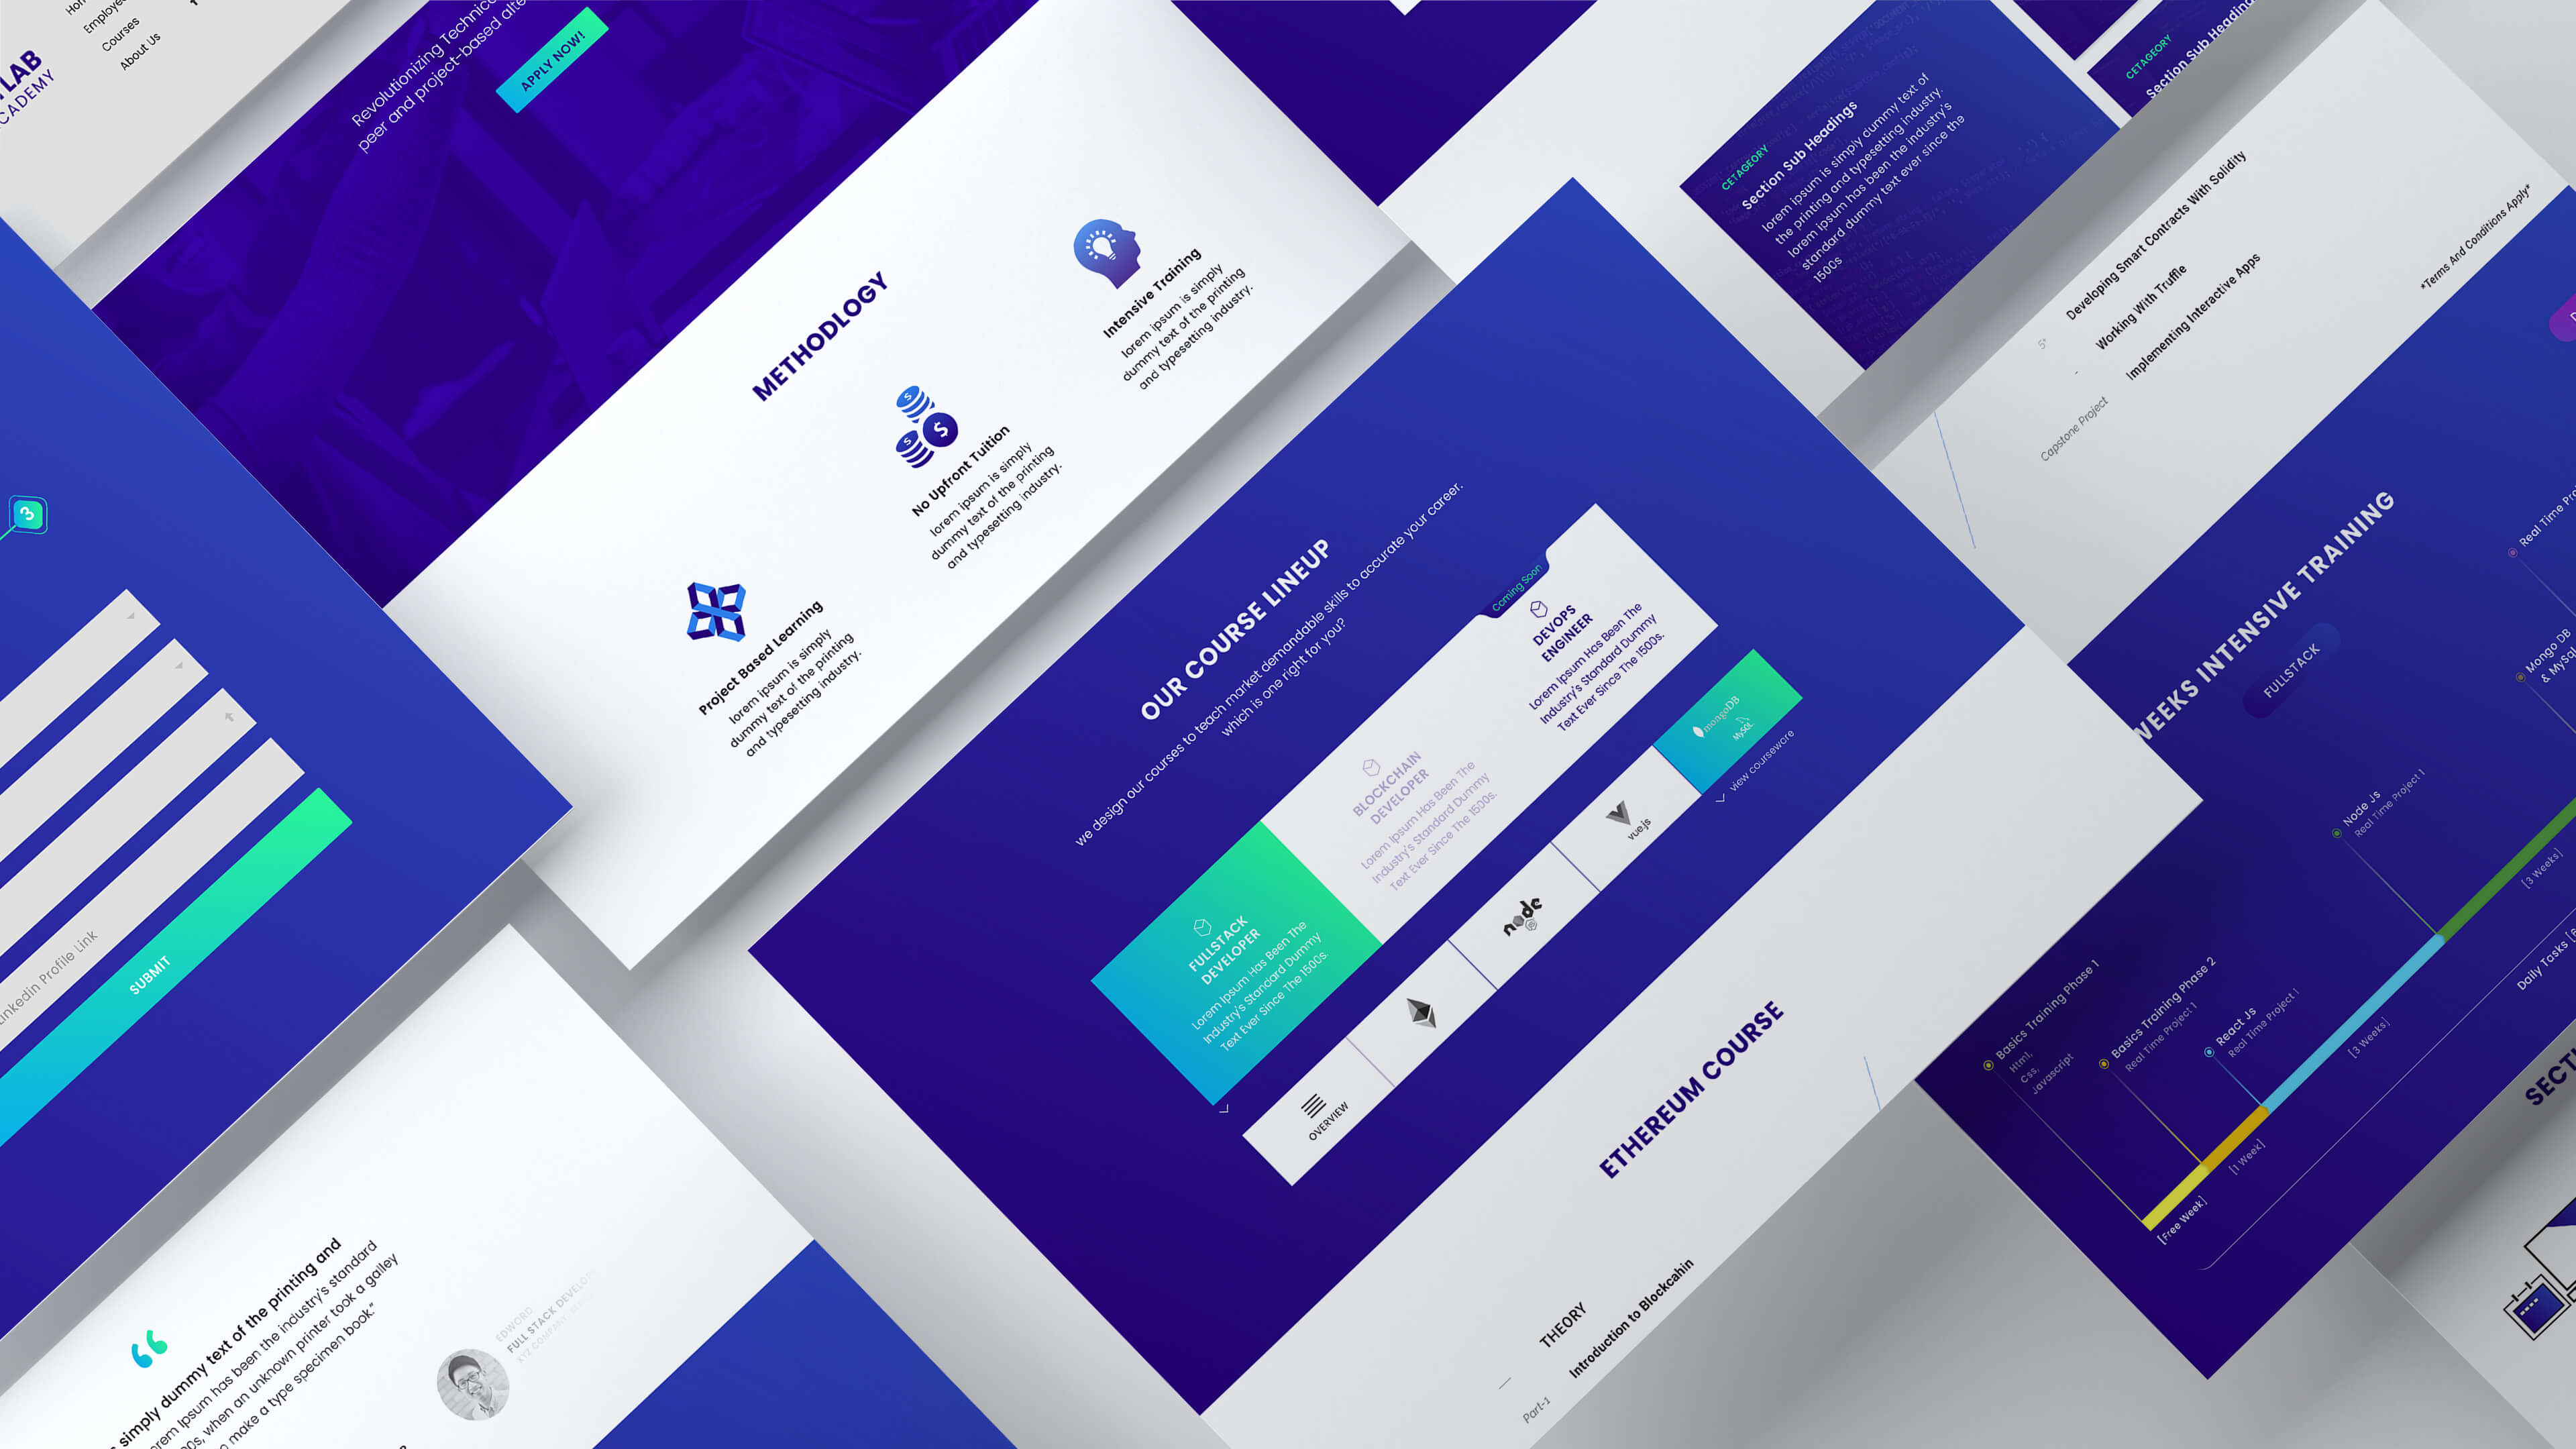 Employe
Courses
About Us
LAB
CADEMY
Revolutionizing Technica
peer and project-based alte
APPLY NOW!
METHODLOGY
Project Based Learning
lorem ipsum is simply
dummy text of the printing
and typesetting industry.
No Upfront Tuition
lorem ipsum is simply
dummy text of the printing
and typesetting industry.
Intensive Training
lorem ipsum is simply
dummy text of the printing
and typesetting industry.
3
Linkedin Profile Link
SUBMIT
“
simply dummy text of the printing and
rem Ipsum has been the industry's standard
0s, when an unknown printer took a galley
make a type specimen book.”
EDWORD
FULL STACK DEVELO
XYZ COMPANY
OUR COURSE LINEUP
we design our courses to teach market demandable skills to accurate your career.
which is one right for you?
FULLSTACK
DEVELOPER
Lorem Ipsum Has Been The
Industry's Standard Dummy
Text Ever Since The 1500s.
BLOCKCHAIN
DEVELOPER
Lorem Ipsum Has Been The
Industry's Standard Dummy
Text Ever Since The 1500s.
Coming Soon
DEVOPS
ENGINEER
Lorem Ipsum Has Been The
Industry's Standard Dummy
Text Ever Since The 1500s.
OVERVIEW
node
JS
vue.js
mongoDB
MySQL
view courseware
ETHEREUM COURSE
THEORY
Part-1
Introduction to Blockcahin
CETAGEORY
Section Sub Headings
lorem ipsum is simply dummy text of
the printing and typesetting industry.
lorem ipsum has been the industry's
standard dummy text ever since the
1500s
CETAGEORY
Section Sub Heading
5*
Developing Smart Contracts With Solidity
-
Working With Truffle
Capstone Project
Implementing Interactive Apps
*Terms And Conditions Apply*
WEEKS INTENSIVE TRAINING
FULLSTACK
Basics Training Phase 1
Html,
Css,
Javascript
Basics Training Phase 2
Real Time Project 1
React Js
Real Time Project 1
Node Js
Real Time Project 1
Mongo DB
& Mysql
Real Time Pro
[Free Week]
[1 Week]
[3 Weeks]
[3 Weeks]
Daily Tasks
SECTI